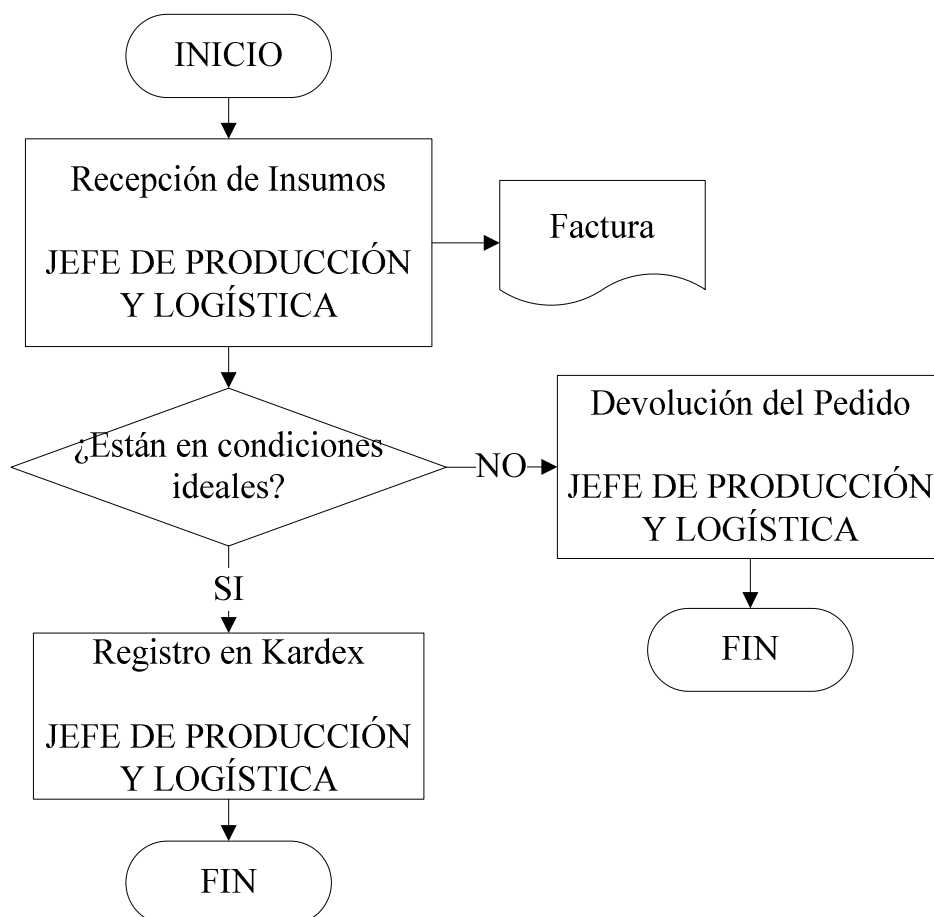 INICIO
Recepción de Insumos
JEFE DE PRODUCCIÓN
Y LOGÍSTICA
Factura
¿Están en condiciones
ideales?
NO
Devolución del Pedido
JEFE DE PRODUCCIÓN
Y LOGÍSTICA
FIN
SI
Registro en Kardex
JEFE DE PRODUCCIÓN
Y LOGÍSTICA
FIN